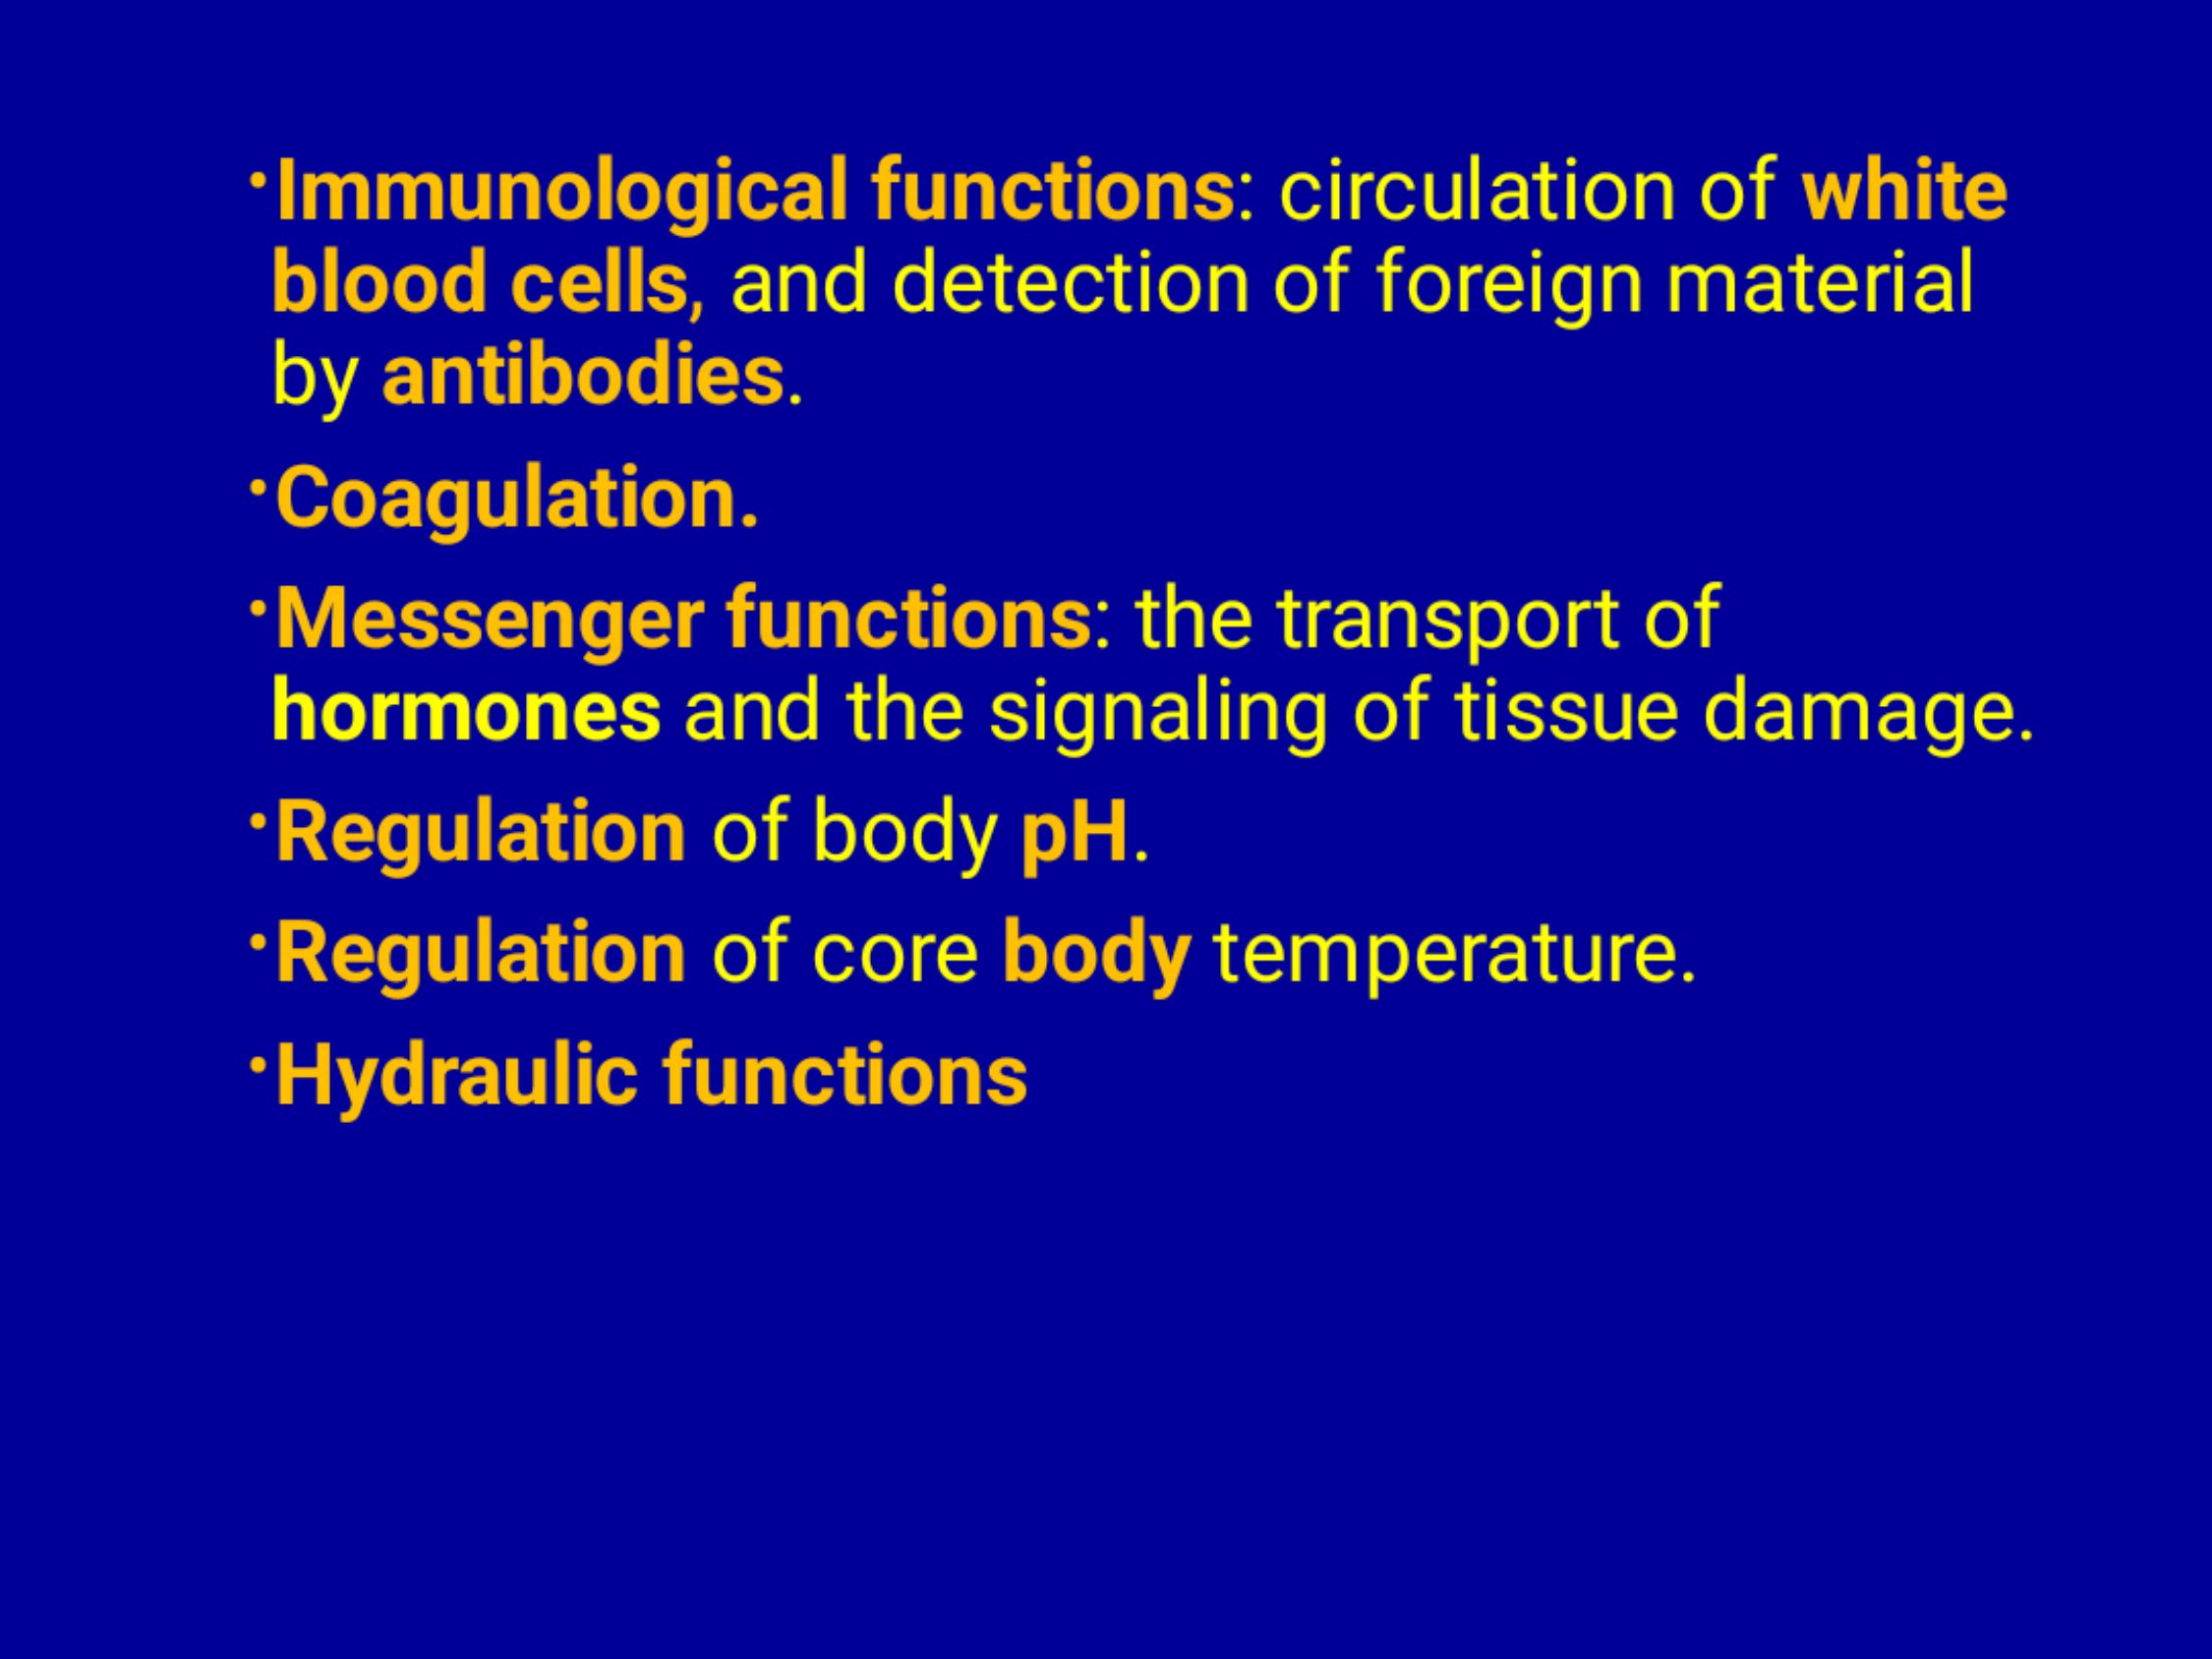 •Immunological functions: circulation of white
blood cells, and detection of foreign material
by antibodies.
•Coagulation.
•Messenger functions: the transport of
hormones and the signaling of tissue damage.
•Regulation of body pH.
•Regulation of core body temperature.
•Hydraulic functions